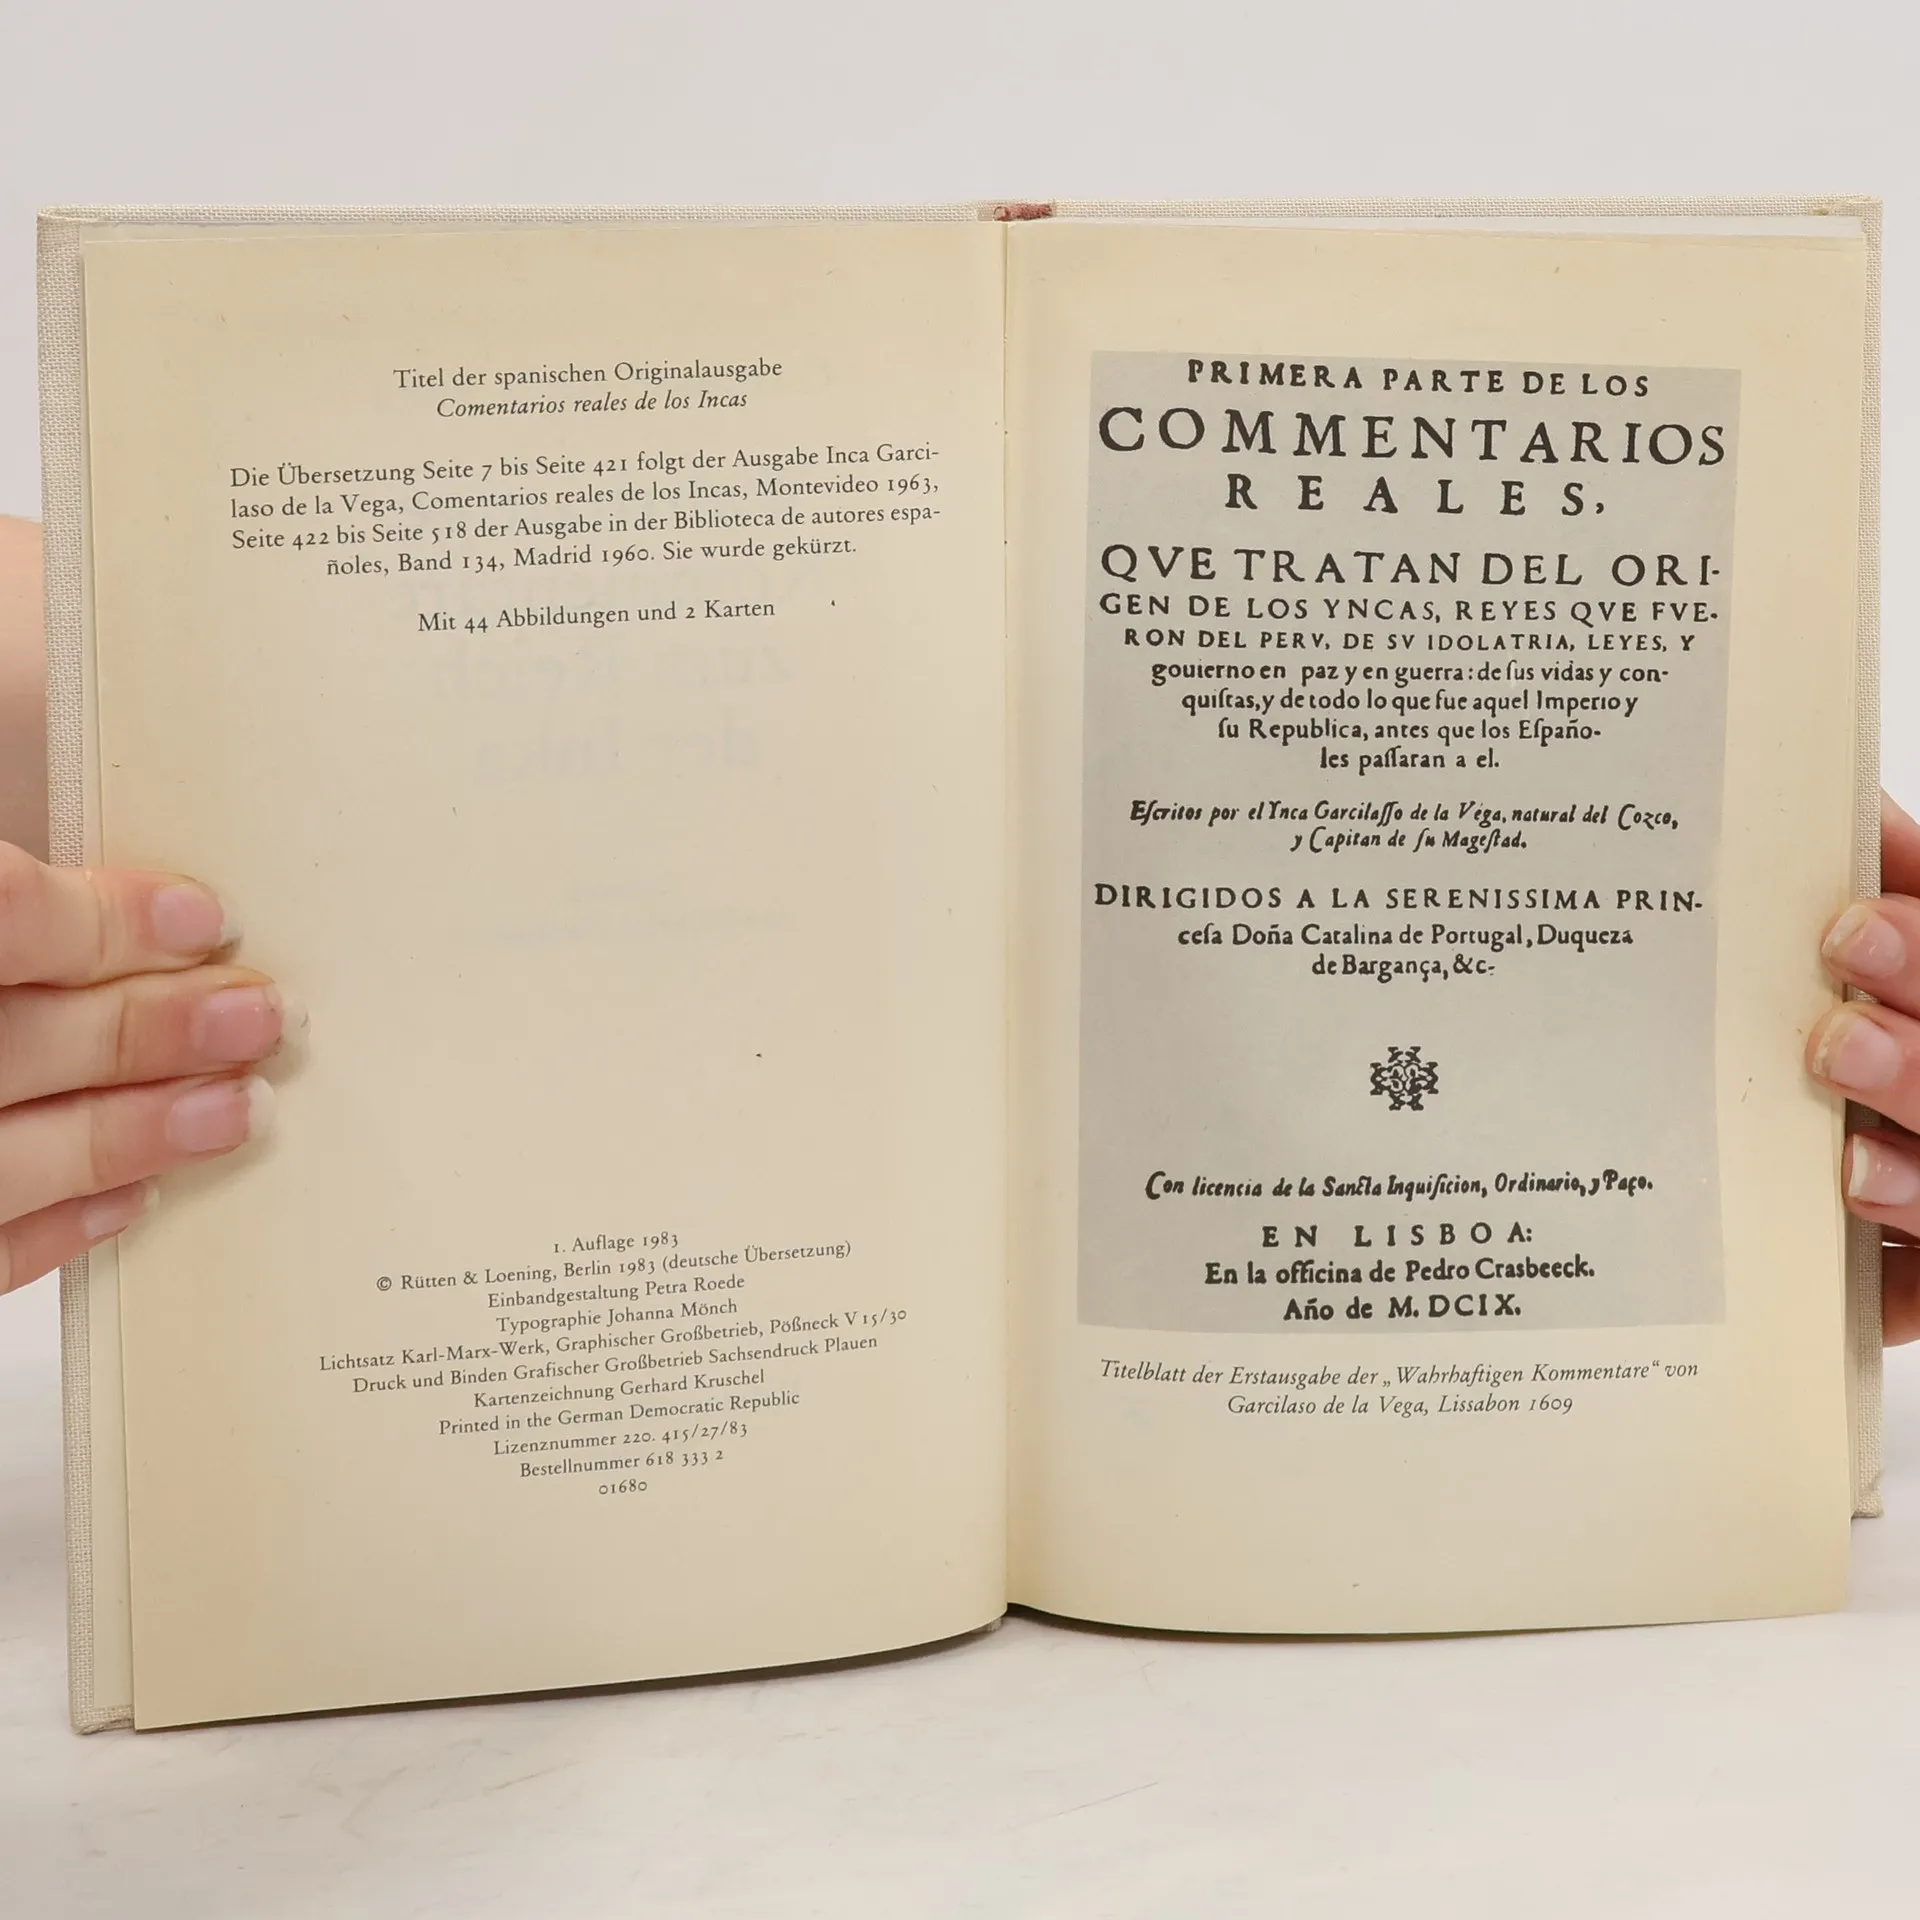 Titel der spanischen Originalausgabe
Comentarios reales de los Incas
Die Übersetzung Seite 7 bis Seite 421 folgt der Ausgabe Inca Garci-
laso de la Vega, Comentarios reales de los Incas, Montevideo 1963,
Seite 422 bis Seite 518 der Ausgabe in der Biblioteca de autores espa-
ñoles, Band 134, Madrid 1960. Sie wurde gekürzt.
Mit 44 Abbildungen und 2 Karten
1. Auflage 1983
© Rütten & Loening, Berlin 1983 (deutsche Übersetzung)
Einbandgestaltung Petra Roede
Typographie Johanna Mönch
Lichtsatz Karl-Marx-Werk, Graphischer Großbetrieb, Pößneck V 15/30
Druck und Binden Grafischer Großbetrieb Sachsendruck Plauen
Kartenzeichnung Gerhard Kruschel
Printed in the German Democratic Republic
Lizenznummer 220. 415/27/83
Bestellnummer 618 333 2
01680
PRIMERA PARTE DE LOS
COMMENTARIOS
REALES,
QVE TRATAN DEL ORI-
GEN DE LOS YNCAS, REYES QVE FVE-
RON DEL PERV, DE SV IDOLATRIA, LEYES, Y
gouierno en paz y en guerra: de ſus vidas y con-
quiſtas, y de todo lo que fue aquel Imperio y
ſu Republica, antes que los Eſpaño-
les paſſaran a el.
Eſcritos por el Ynca Garcilaſſo de la Vega, natural del Cozco,
y Capitan de ſu Mageſtad.
DIRIGIDOS A LA SERENISSIMA PRIN-
ceſa Doña Catalina de Portugal, Duqueza
de Bargança, &c.
Con licencia de la Sancta Inquiſicion, Ordinario, y Paço.
EN LISBOA:
En la officina de Pedro Crasbeeck.
Año de M. DCIX.
Titelblatt der Erstausgabe der „Wahrhaftigen Kommentare“ von
Garcilaso de la Vega, Lissabon 1609